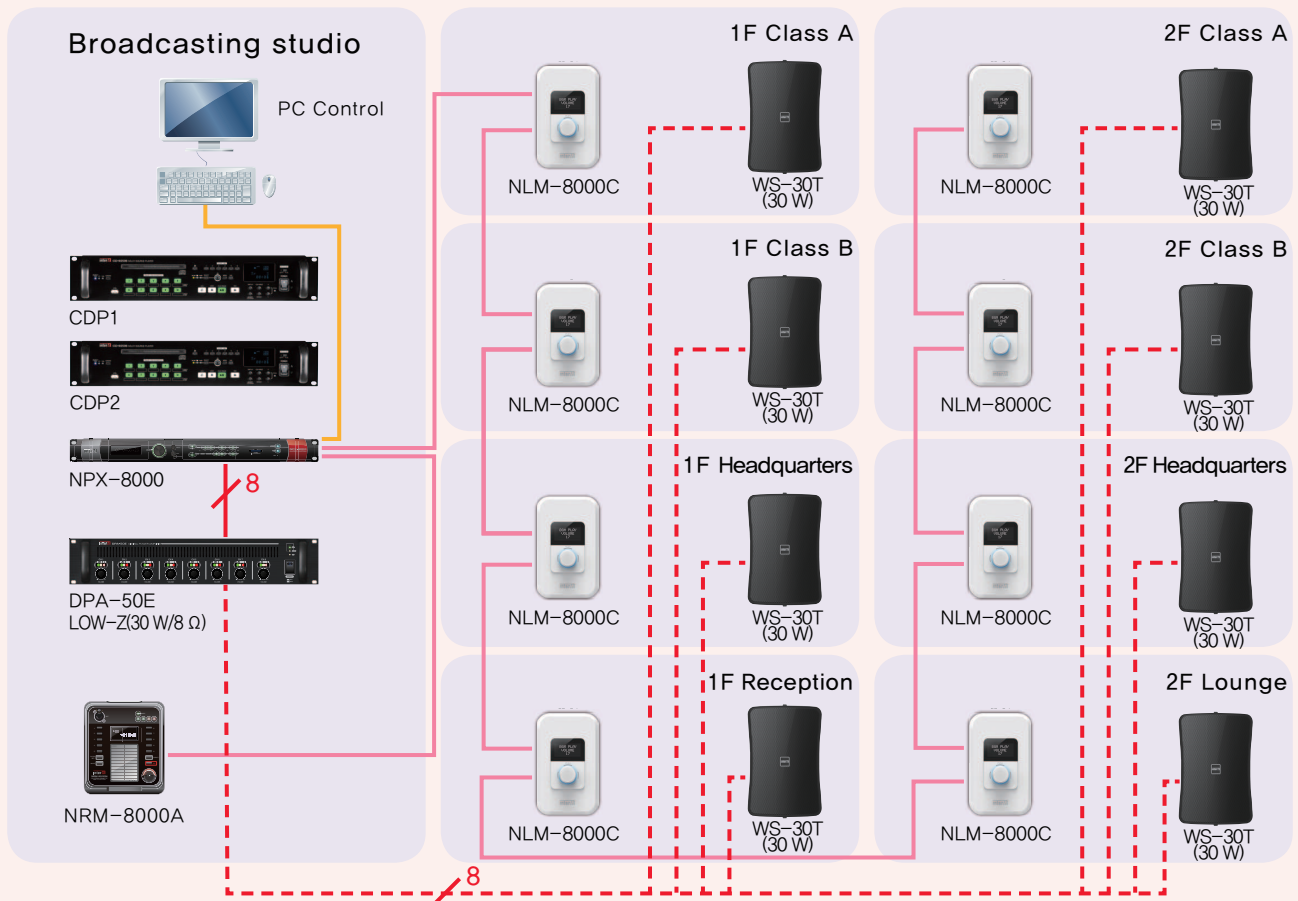 Broadcasting studio
PC Control
CDP1
CDP2
NPX-8000
8
DPA-50E
LOW-Z(30 W/8 Ω)
NRM-8000A
8
1F Class A
NLM-8000C
WS-30T
(30 W)
1F Class B
NLM-8000C
WS-30T
(30 W)
1F Headquarters
NLM-8000C
WS-30T
(30 W)
1F Reception
NLM-8000C
WS-30T
(30 W)
2F Class A
NLM-8000C
WS-30T
(30 W)
2F Class B
NLM-8000C
WS-30T
(30 W)
2F Headquarters
NLM-8000C
WS-30T
(30 W)
2F Lounge
NLM-8000C
WS-30T
(30 W)